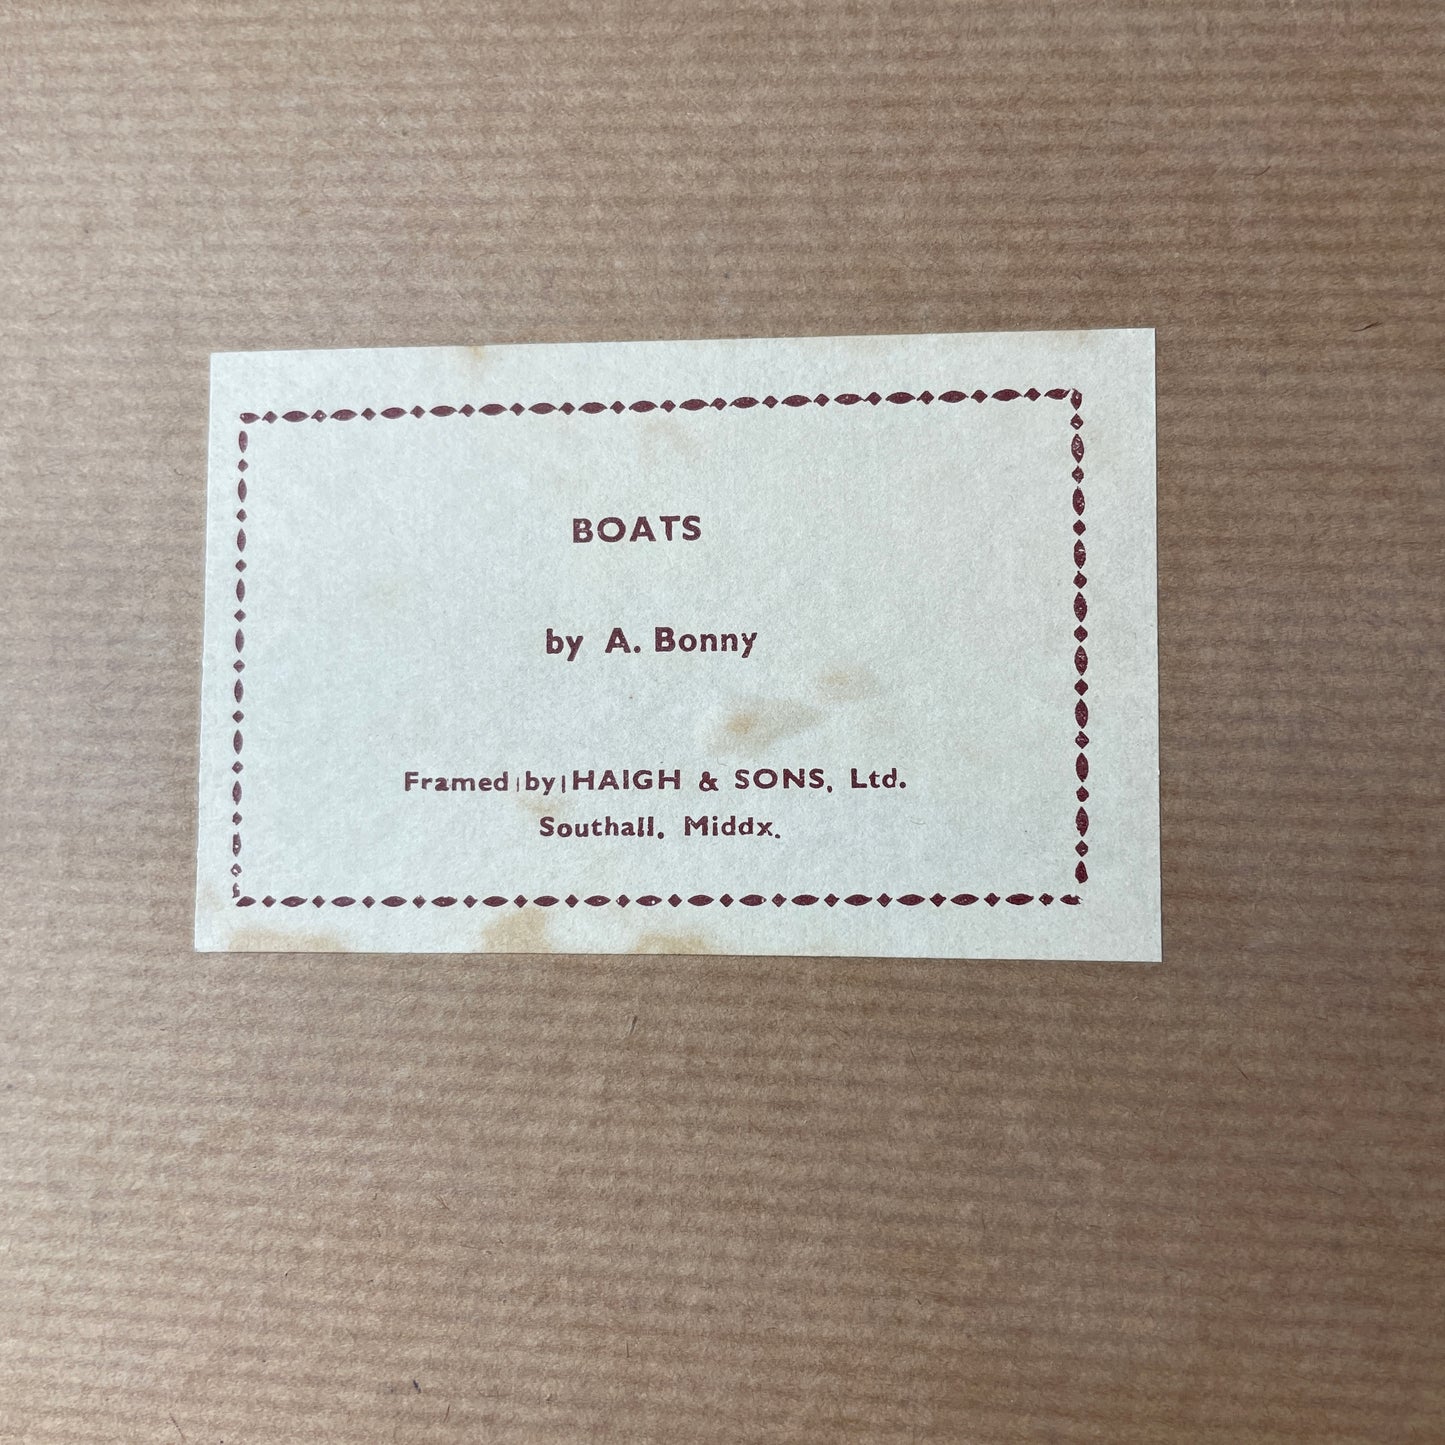 BOATS
by A. Bonny
Framed by HAIGH & SONS, Ltd.
Southall, Middx.